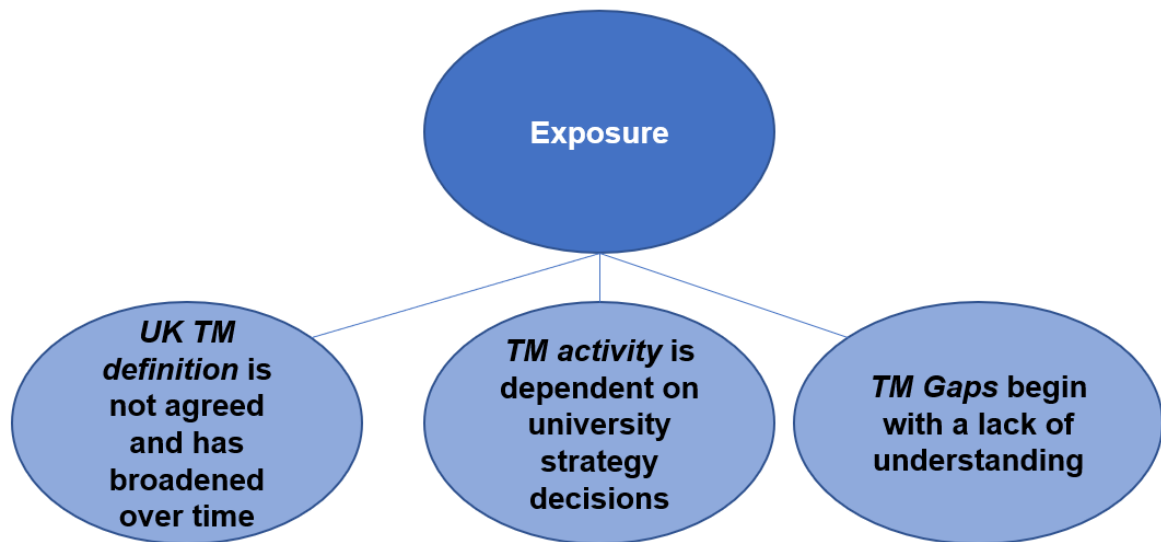 Exposure
UK TM
definition is
not agreed
and has
broadened
over time
TM activity is
dependent on
university
strategy
decisions
TM Gaps begin
with a lack of
understanding